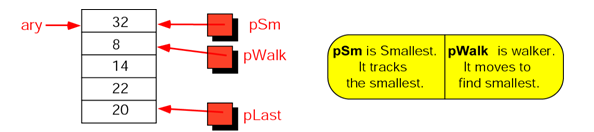 ary
32
8
14
22
20
pSm
pWalk
pLast
pSm is Smallest.
It tracks
the smallest.
pWalk is walker.
It moves to
find smallest.